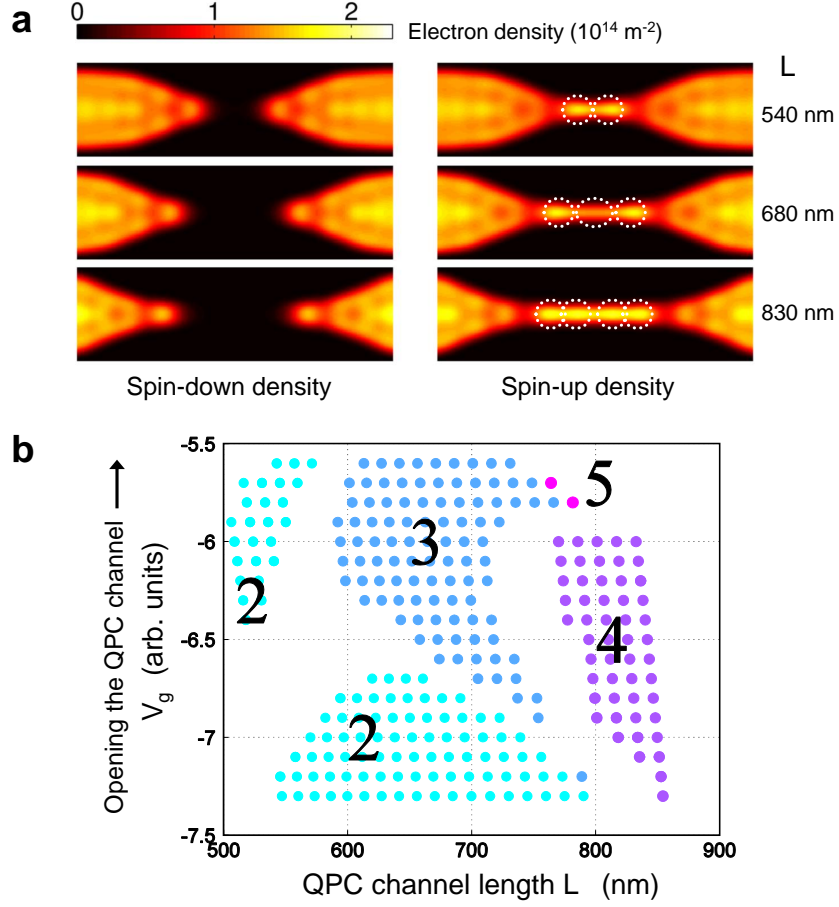 a
0 1 2
Electron density (10¹⁴ m⁻²)
L
540 nm
680 nm
830 nm
Spin-down density
Spin-up density
b
Opening the QPC channel
V_g (arb. units)
-5.5
-6
-6.5
-7
-7.5
5
3
2
4
2
500 600 700 800 900
QPC channel length L (nm)